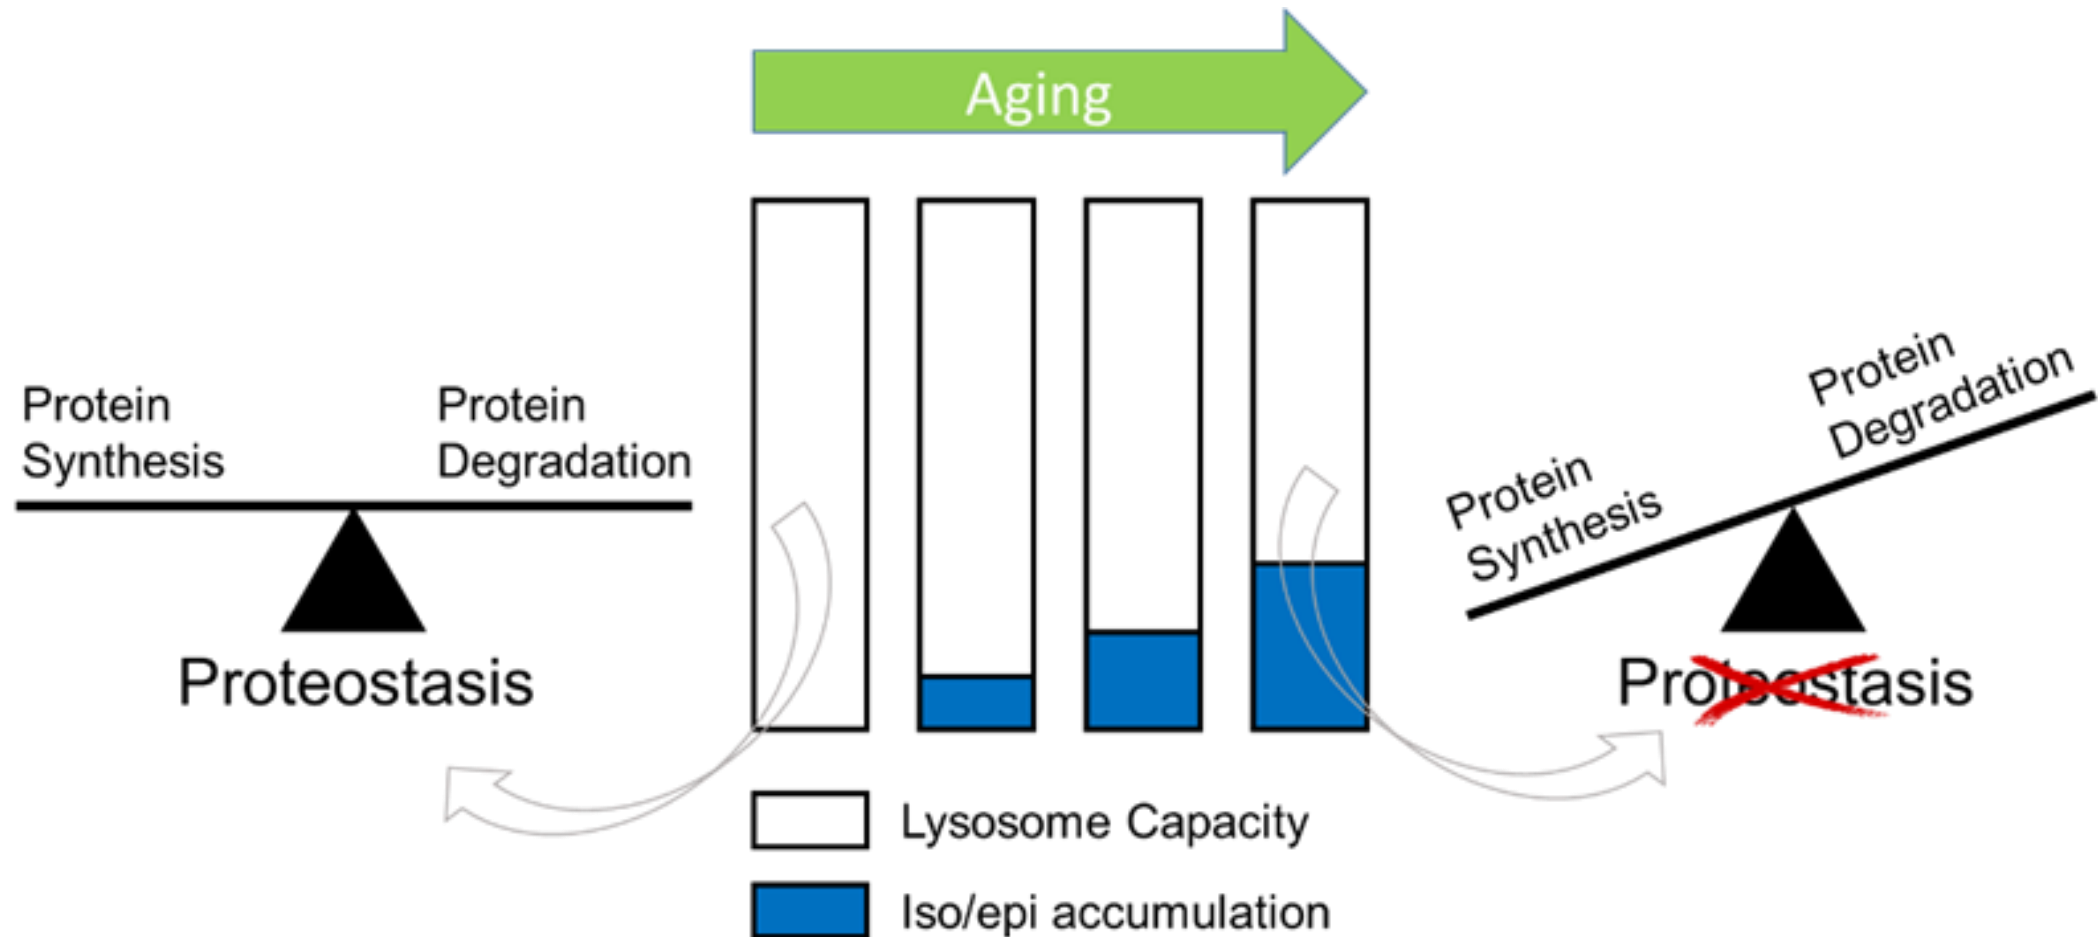 Aging
Protein
Synthesis
Protein
Degradation
Proteostasis
Protein
Synthesis
Protein
Degradation
Proteostasis
Lysosome Capacity
Iso/epi accumulation